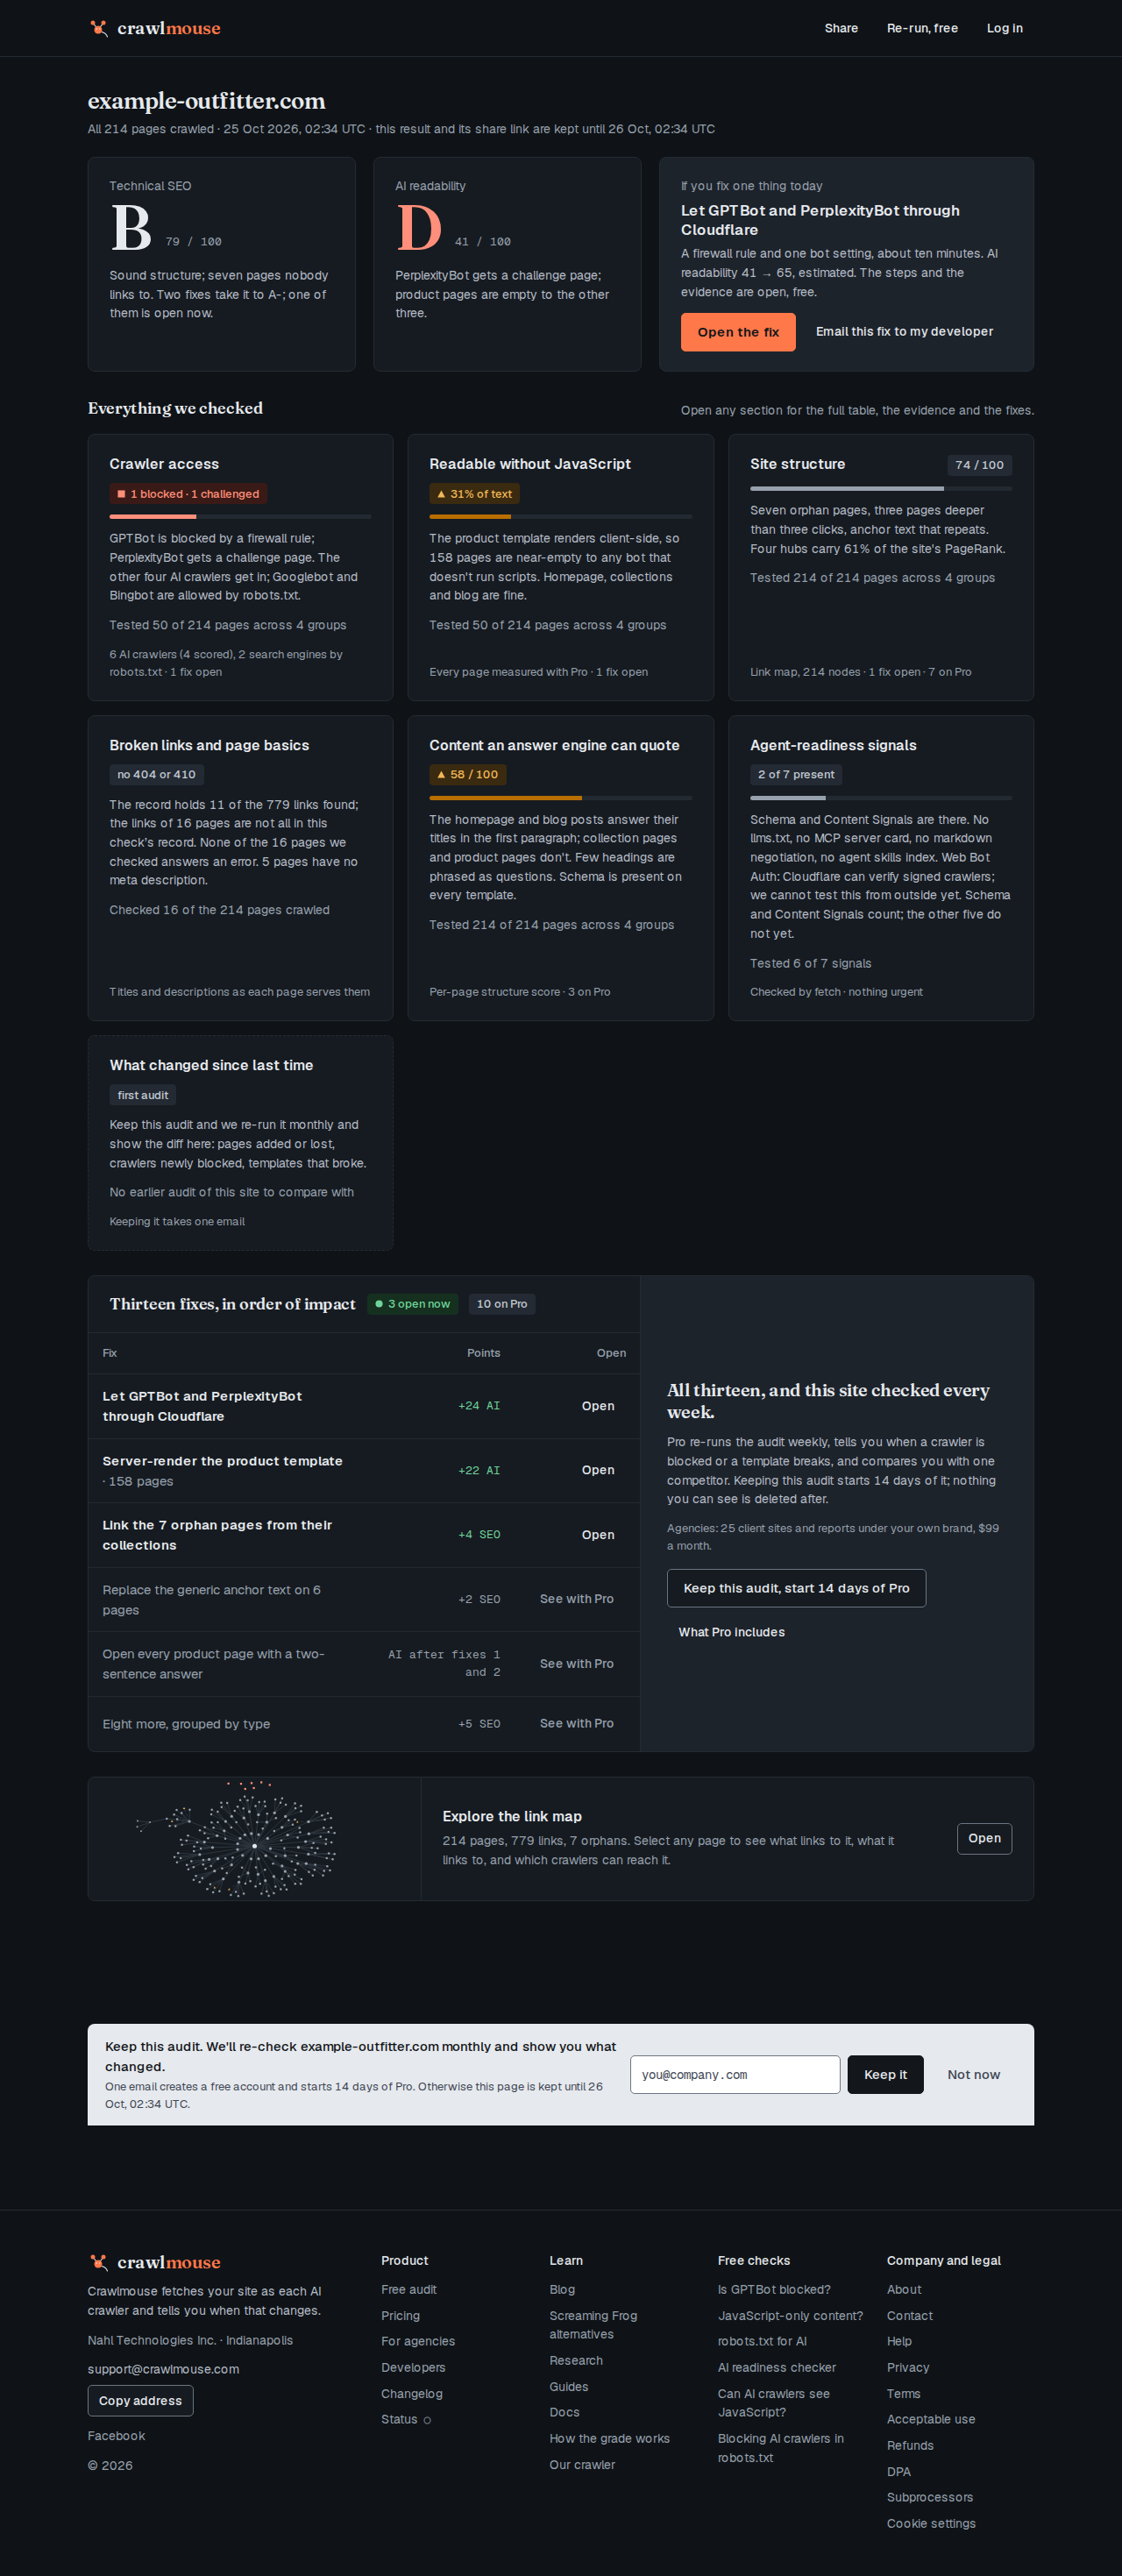 crawlmouse
Share
Re-run, free
Log In
example-outfitter.com
All 214 pages crawled · 25 Oct 2026, 02:34 UTC · this result and its share link are kept until 26 Oct, 02:34 UTC
Technical SEO
B 79 / 100
Sound structure; seven pages nobody
links to. Two fixes take it to A-; one of
them is open now.
AI readability
D 41 / 100
PerplexityBot gets a challenge page;
product pages are empty to the other
three.
If you fix one thing today
Let GPTBot and PerplexityBot through
Cloudflare
A firewall rule and one bot setting, about ten minutes. AI
readability 41 → 65, estimated. The steps and the
evidence are open, free.
Open the fix
Email this fix to my developer
Everything we checked
Open any section for the full table, the evidence and the fixes.
Crawler access
1 blocked · 1 challenged
GPTBot is blocked by a firewall rule;
PerplexityBot gets a challenge page. The
other four AI crawlers get in; Googlebot and
Bingbot are allowed by robots.txt.
Tested 50 of 214 pages across 4 groups
6 AI crawlers (4 scored), 2 search engines by
robots.txt · 1 fix open
Readable without JavaScript
31% of text
The product template renders client-side, so
158 pages are near-empty to any bot that
doesn't run scripts. Homepage, collections
and blog are fine.
Tested 50 of 214 pages across 4 groups
Every page measured with Pro · 1 fix open
Site structure
74 / 100
Seven orphan pages, three pages deeper
than three clicks, anchor text that repeats.
Four hubs carry 61% of the site's PageRank.
Tested 214 of 214 pages across 4 groups
Link map, 214 nodes · 1 fix open · 7 on Pro
Broken links and page basics
no 404 or 410
The record holds 11 of the 779 links found;
the links of 16 pages are not all in this
check's record. None of the 16 pages we
checked answers an error. 5 pages have no
meta description.
Checked 16 of the 214 pages crawled
Titles and descriptions as each page serves them
Content an answer engine can quote
58 / 100
The homepage and blog posts answer their
titles in the first paragraph; collection pages
and product pages don't. Few headings are
phrased as questions. Schema is present on
every template.
Tested 214 of 214 pages across 4 groups
Per-page structure score · 3 on Pro
Agent-readiness signals
2 of 7 present
Schema and Content Signals are there. No
llms.txt, no MCP server card, no markdown
negotiation, no agent skills index. Web Bot
Auth: Cloudflare can verify signed crawlers;
we cannot test this from outside yet. Schema
and Content Signals count; the other five do
not yet.
Tested 6 of 7 signals
Checked by fetch · nothing urgent
What changed since last time
first audit
Keep this audit and we re-run it monthly and
show the diff here: pages added or lost,
crawlers newly blocked, templates that broke.
No earlier audit of this site to compare with
Keeping it takes one email
Thirteen fixes, in order of impact
3 open now
10 on Pro
Fix Points Open
Let GPTBot and PerplexityBot
through Cloudflare
+24 AI
Open
Server-render the product template
· 158 pages
+22 AI
Open
Link the 7 orphan pages from their
collections
+4 SEO
Open
Replace the generic anchor text on 6
pages
+2 SEO
See with Pro
Open every product page with a two-
sentence answer
AI after fixes 1
and 2
See with Pro
Eight more, grouped by type
+5 SEO
See with Pro
All thirteen, and this site checked every
week.
Pro re-runs the audit weekly, tells you when a crawler is
blocked or a template breaks, and compares you with one
competitor. Keeping this audit starts 14 days of it; nothing
you can see is deleted after.
Agencies: 25 client sites and reports under your own brand, $99
a month.
Keep this audit, start 14 days of Pro
What Pro includes
Explore the link map
214 pages, 779 links, 7 orphans. Select any page to see what links to it, what it
links to, and which crawlers can reach it.
Open
Keep this audit. We'll re-check example-outfitter.com monthly and show you what
changed.
One email creates a free account and starts 14 days of Pro. Otherwise this page is kept until 26
Oct, 02:34 UTC.
you@company.com
Keep it
Not now
crawlmouse
Crawlmouse fetches your site as each AI
crawler and tells you when that changes.
Nahl Technologies Inc. · Indianapolis
support@crawlmouse.com
Copy address
Facebook
© 2026
Product
Free audit
Pricing
For agencies
Developers
Changelog
Status
Learn
Blog
Screaming Frog
alternatives
Research
Guides
Docs
How the grade works
Our crawler
Free checks
Is GPTBot blocked?
JavaScript-only content?
robots.txt for AI
AI readiness checker
Can AI crawlers see
JavaScript?
Blocking AI crawlers in
robots.txt
Company and legal
About
Contact
Help
Privacy
Terms
Acceptable use
Refunds
DPA
Subprocessors
Cookie settings